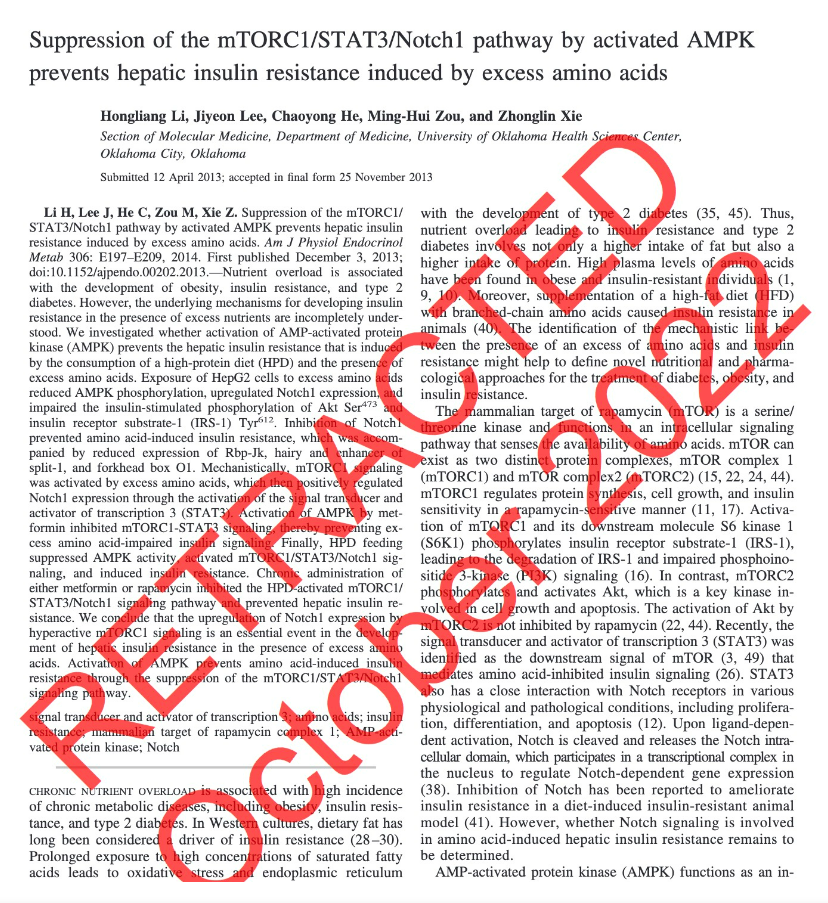 Suppression of the mTORC1/STAT3/Notch1 pathway by activated AMPK
prevents hepatic insulin resistance induced by excess amino acids
Hongliang Li, Jiyeon Lee, Chaoyong He, Ming-Hui Zou, and Zhonglin Xie
Section of Molecular Medicine, Department of Medicine, University of Oklahoma Health Sciences Center,
Oklahoma City, Oklahoma
Submitted 12 April 2013; accepted in final form 25 November 2013
Li H, Lee J, He C, Zou M, Xie Z. Suppression of the mTORC1/
STAT3/Notch1 pathway by activated AMPK prevents hepatic insulin
resistance induced by excess amino acids. Am J Physiol Endocrinol
Metab 306: E197–E209, 2014. First published December 3, 2013;
doi:10.1152/ajpendo.00202.2013.—Nutrient overload is associated
with the development of obesity, insulin resistance, and type 2
diabetes. However, the underlying mechanisms for developing insulin
resistance in the presence of excess nutrients are incompletely under-
stood. We investigated whether activation of AMP-activated protein
kinase (AMPK) prevents the hepatic insulin resistance that is induced
by the consumption of a high-protein diet (HPD) and the presence of
excess amino acids. Exposure of HepG2 cells to excess amino acids
reduced AMPK phosphorylation, upregulated Notch1 expression, and
impaired the insulin-stimulated phosphorylation of Akt Ser⁴⁷³ and
insulin receptor substrate-1 (IRS-1) Tyr⁶¹². Inhibition of Notch1
prevented amino acid-induced insulin resistance, which was accom-
panied by reduced expression of Rbp-Jk, hairy and enhancer of
split-1, and forkhead box O1. Mechanistically, mTORC1 signaling
was activated by excess amino acids, which then positively regulated
Notch1 expression through the activation of the signal transducer and
activator of transcription 3 (STAT3). Activation of AMPK by met-
formin inhibited mTORC1-STAT3 signaling, thereby preventing ex-
cess amino acid-impaired insulin signaling. Finally, HPD feeding
suppressed AMPK activity, activated mTORC1/STAT3/Notch1 sig-
naling, and induced insulin resistance. Chronic administration of
either metformin or rapamycin inhibited the HPD-activated mTORC1/
STAT3/Notch1 signaling pathway and prevented hepatic insulin re-
sistance. We conclude that the upregulation of Notch1 expression by
hyperactive mTORC1 signaling is an essential event in the develop-
ment of hepatic insulin resistance in the presence of excess amino
acids. Activation of AMPK prevents amino acid-induced insulin
resistance through the suppression of the mTORC1/STAT3/Notch1
signaling pathway.
signal transducer and activator of transcription 3; amino acids; insulin
resistance; mammalian target of rapamycin complex 1; AMP-acti-
vated protein kinase; Notch
CHRONIC NUTRIENT OVERLOAD is associated with high incidence
of chronic metabolic diseases, including obesity, insulin resis-
tance, and type 2 diabetes. In Western cultures, dietary fat has
long been considered a driver of insulin resistance (28–30).
Prolonged exposure to high concentrations of saturated fatty
acids leads to oxidative stress and endoplasmic reticulum
with the development of type 2 diabetes (35, 45). Thus,
nutrient overload leading to insulin resistance and type 2
diabetes involves not only a higher intake of fat but also a
higher intake of protein. High plasma levels of amino acids
have been found in obese and insulin-resistant individuals (1,
9, 10). Moreover, supplementation of a high-fat diet (HFD)
with branched-chain amino acids caused insulin resistance in
animals (40). The identification of the mechanistic link be-
tween the presence of an excess of amino acids and insulin
resistance might help to define novel nutritional and pharma-
cological approaches for the treatment of diabetes, obesity, and
insulin resistance.
The mammalian target of rapamycin (mTOR) is a serine/
threonine kinase and functions in an intracellular signaling
pathway that senses the availability of amino acids. mTOR can
exist as two distinct protein complexes, mTOR complex 1
(mTORC1) and mTOR complex2 (mTORC2) (15, 22, 24, 44).
mTORC1 regulates protein synthesis, cell growth, and insulin
sensitivity in a rapamycin-sensitive manner (11, 17). Activa-
tion of mTORC1 and its downstream molecule S6 kinase 1
(S6K1) phosphorylates insulin receptor substrate-1 (IRS-1),
leading to the degradation of IRS-1 and impaired phosphoino-
sitide 3-kinase (PI3K) signaling (16). In contrast, mTORC2
phosphorylates and activates Akt, which is a key kinase in-
volved in cell growth and apoptosis. The activation of Akt by
mTORC2 is not inhibited by rapamycin (22, 44). Recently, the
signal transducer and activator of transcription 3 (STAT3) was
identified as the downstream signal of mTOR (3, 49) that
mediates amino acid-inhibited insulin signaling (26). STAT3
also has a close interaction with Notch receptors in various
physiological and pathological conditions, including prolifera-
tion, differentiation, and apoptosis (12). Upon ligand-depen-
dent activation, Notch is cleaved and releases the Notch intra-
cellular domain, which participates in a transcriptional complex in
the nucleus to regulate Notch-dependent gene expression
(38). Inhibition of Notch has been reported to ameliorate
insulin resistance in a diet-induced insulin-resistant animal
model (41). However, whether Notch signaling is involved
in amino acid-induced hepatic insulin resistance remains to
be determined.
AMP-activated protein kinase (AMPK) functions as an in-
RETRACTED
October 2022